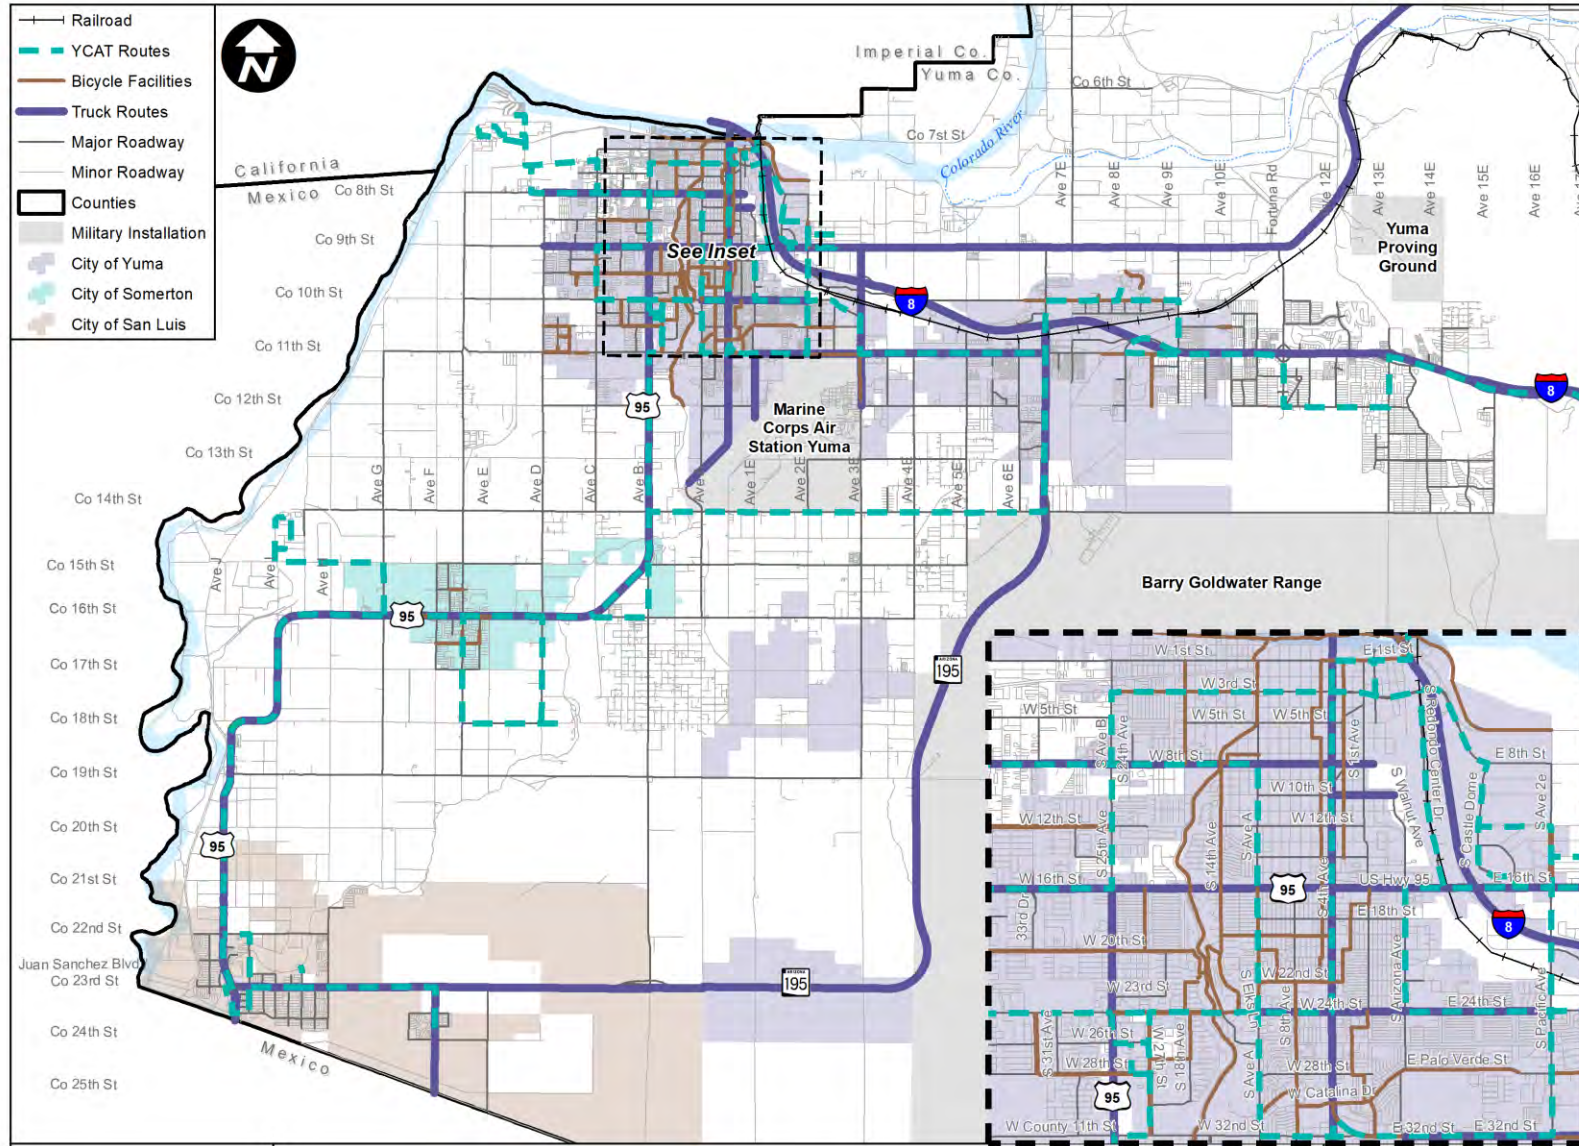 Railroad
YCAT Routes
Bicycle Facilities
Truck Routes
Major Roadway
Minor Roadway
Counties
Military Installation
City of Yuma
City of Somerton
City of San Luis
N
Imperial Co.
Yuma Co.
California
Mexico
Colorado River
Co 6th St
Co 7st St
Co 8th St
Co 9th St
Co 10th St
Co 11th St
Co 12th St
Co 13th St
Co 14th St
Co 15th St
Co 16th St
Co 17th St
Co 18th St
Co 19th St
Co 20th St
Co 21st St
Co 22nd St
Juan Sanchez Blvd
Co 23rd St
Co 24th St
Co 25th St
Mexico
See Inset
Ave 7E
Ave 8E
Ave 9E
Ave 10E
Fortuna Rd
Ave 12E
Ave 13E
Ave 14E
Ave 15E
Ave 16E
Yuma
Proving
Ground
8
8
95
Marine
Corps Air
Station Yuma
Ave J
Ave I
Ave G
Ave F
Ave E
Ave D
Ave C
Ave B
Ave 1E
Ave 2E
Ave 3E
Ave 4E
Ave 5E
Ave 6E
Barry Goldwater Range
95
95
ARIZONA
195
ARIZONA
195
W 1st St
E 1st St
W 3rd St
W 5th St
W 5th St
W 5th St
S Ave B
S 24th Ave
S 1st Ave
S Redondo Center Dr
W 8th St
E 8th St
W 10th St
S Walnut Ave
S Castle Dome
S Ave 2e
W 12th St
W 12th St
S 25th Ave
S 14th Ave
S Ave A
S 4th Ave
W 16th St
US Hwy 95
E 16th St
95
33rd Dr
E 18th St
8
W 20th St
W 22nd St
W 23rd St
W 24th St
E 24th St
S Elks Ln
S 8th Ave
S Arizona Ave
S Pacific Ave
S 31st Ave
W 26th St
W 27th St
S 18th Ave
W 28th St
W 28th St
S Ave A
E Palo Verde St
95
W Catalina Dr
W County 11th St
W 32nd St
E 32nd St
E 32nd St